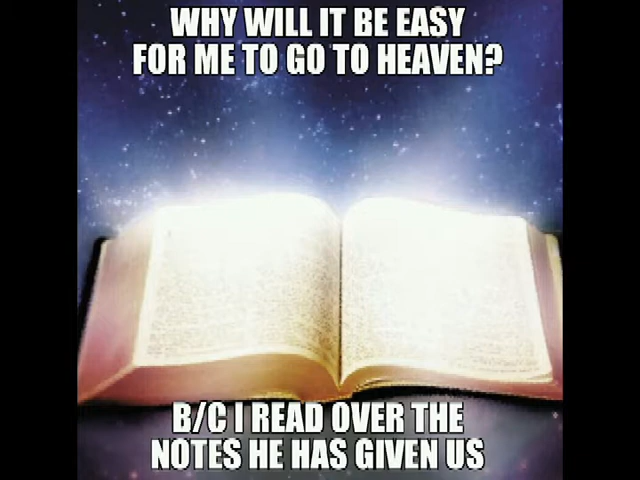 WHY WILL IT BE EASY
FOR ME TO GO TO HEAVEN?
B/C I READ OVER THE
NOTES HE HAS GIVEN US